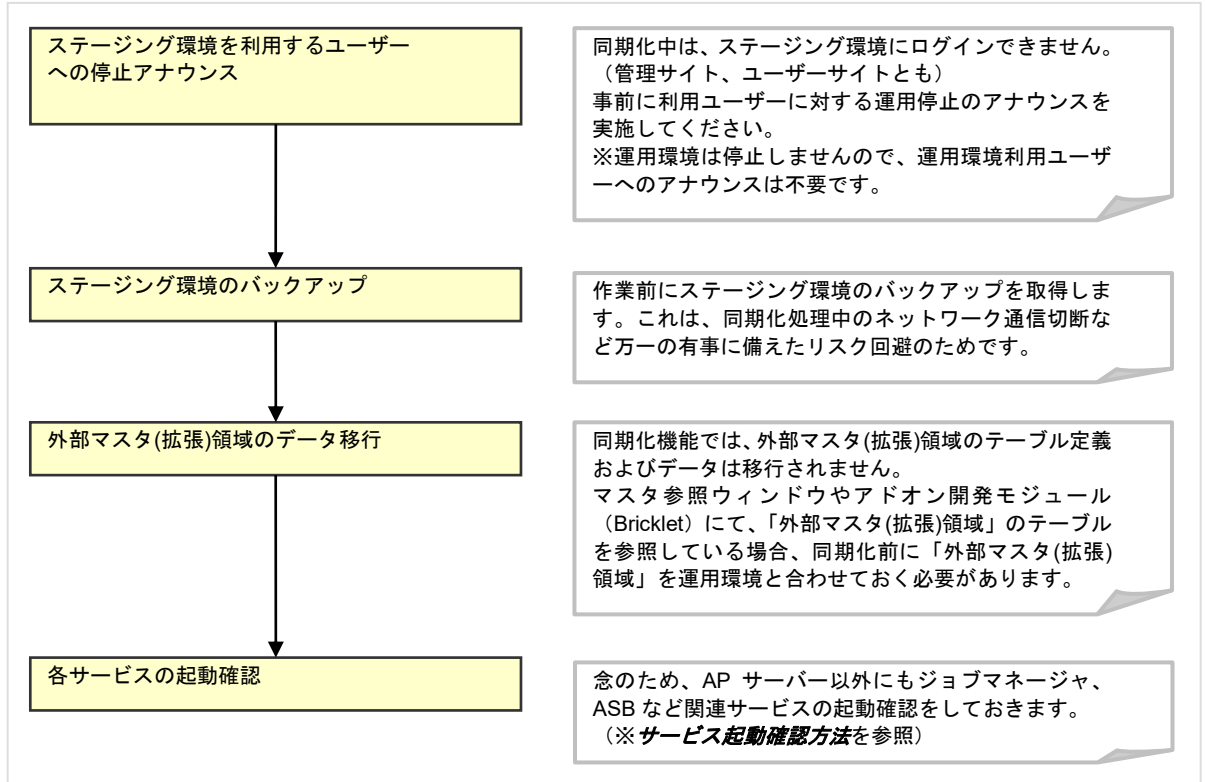 ステージング環境を利用するユーザー
への停止アナウンス
同期化中は、ステージング環境にログインできません。
（管理サイト、ユーザーサイトとも）
事前に利用ユーザーに対する運用停止のアナウンスを
実施してください。
※運用環境は停止しませんので、運用環境利用ユーザ
ーへのアナウンスは不要です。
ステージング環境のバックアップ
作業前にステージング環境のバックアップを取得しま
す。これは、同期化処理中のネットワーク通信切断な
ど万一の有事に備えたリスク回避のためです。
外部マスタ(拡張)領域のデータ移行
同期化機能では、外部マスタ(拡張)領域のテーブル定義
およびデータは移行されません。
マスタ参照ウィンドウやアドオン開発モジュール
（Bricklet）にて、「外部マスタ(拡張)領域」のテーブル
を参照している場合、同期化前に「外部マスタ(拡張)
領域」を運用環境と合わせておく必要があります。
各サービスの起動確認
念のため、AP サーバー以外にもジョブマネージャ、
ASB など関連サービスの起動確認をしておきます。
（※サービス起動確認方法を参照）